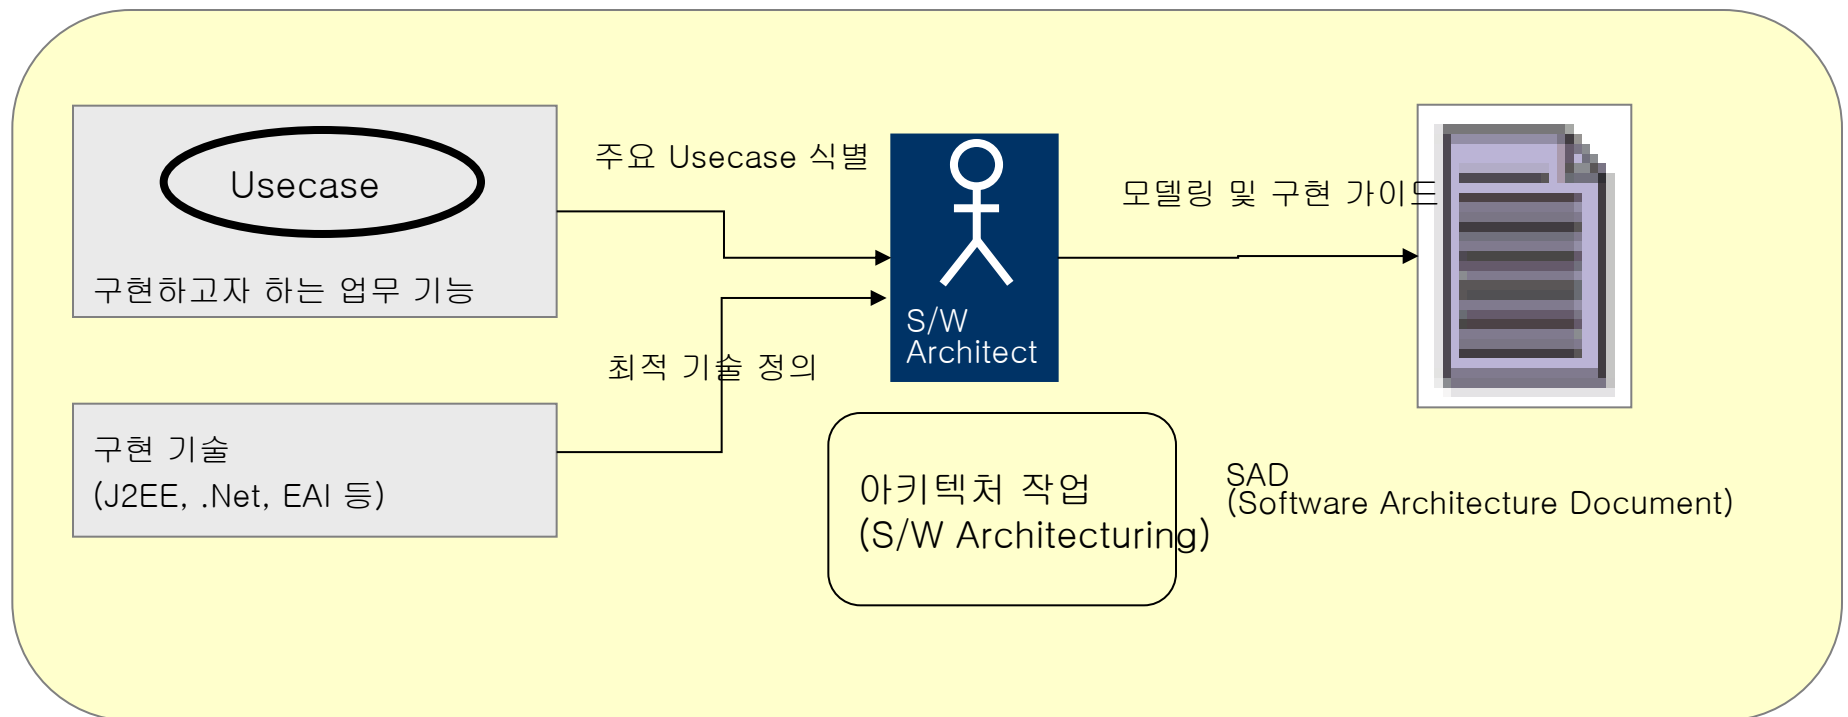 Usecase
구현하고자 하는 업무 기능
주요 Usecase 식별
최적 기술 정의
구현 기술
(J2EE, .Net, EAI 등)
S/W
Architect
모델링 및 구현 가이드
아키텍처 작업
(S/W Architecturing)
SAD
(Software Architecture Document)